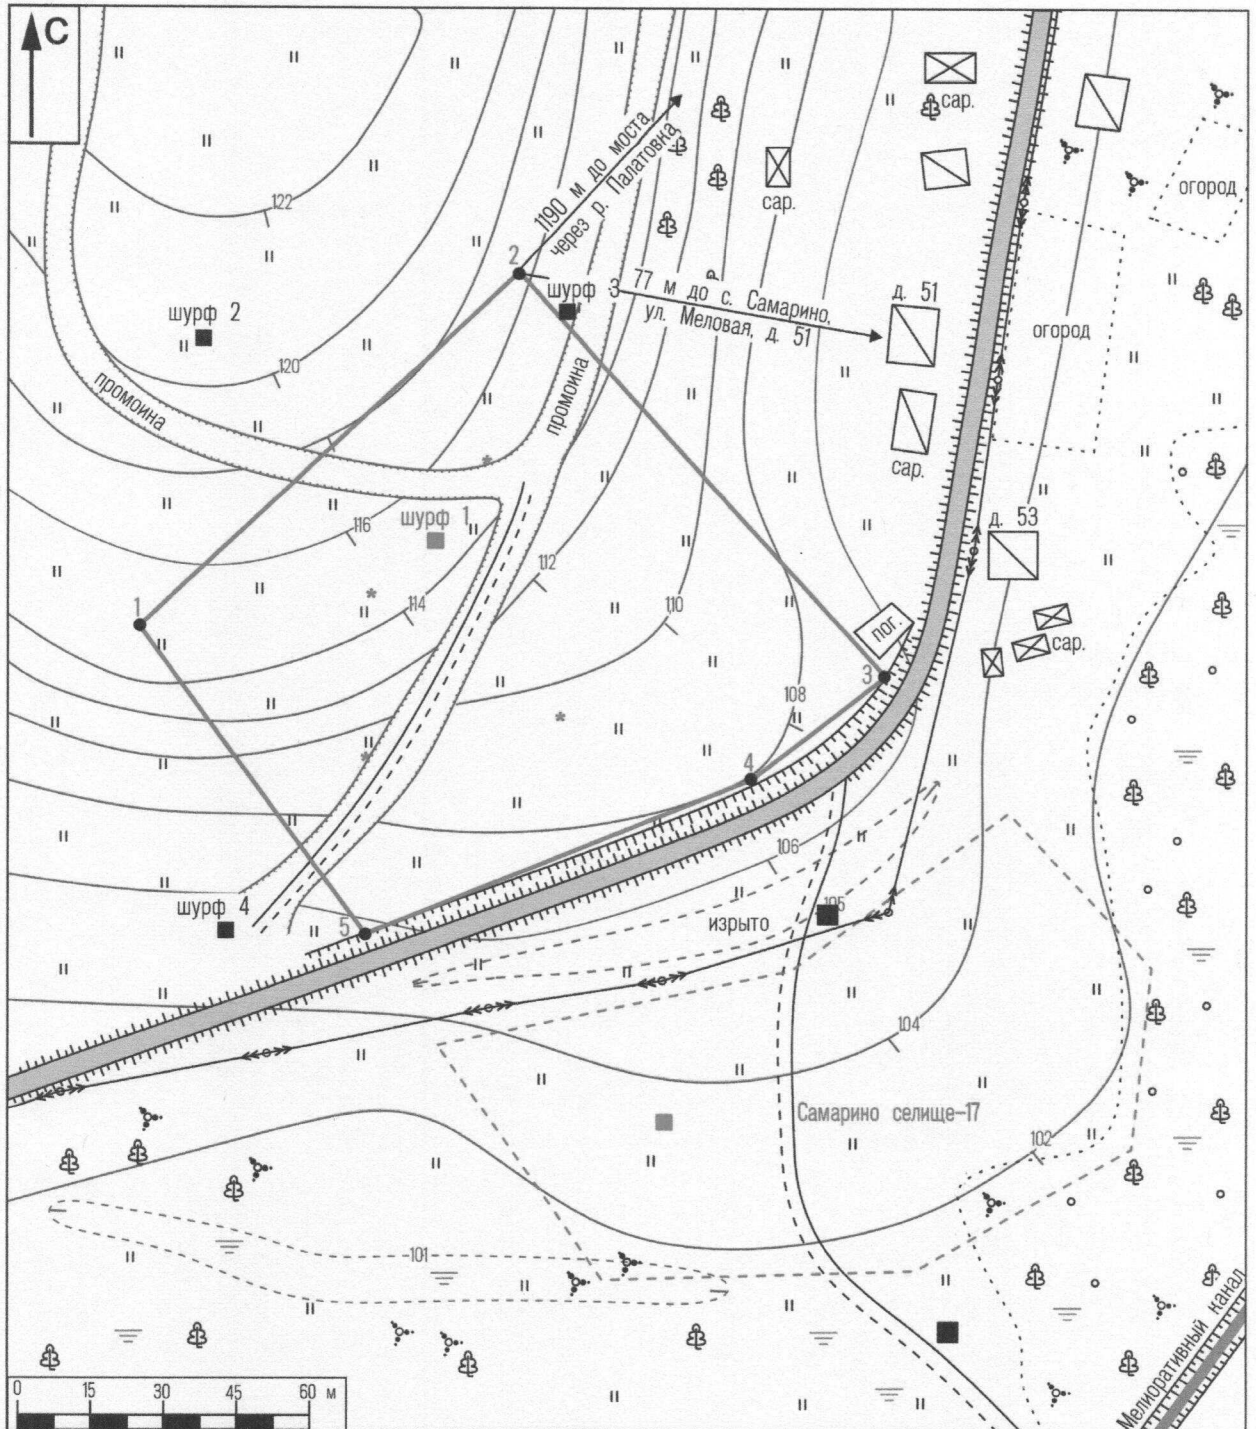 С
сар.
122
1190 м до моста
через р. Палатовка
сар.
огород
2
шурф 3
77 м до с. Самарино,
ул. Меловая, д. 51
д. 51
шурф 2
огород
120
промоина
промоина
сар.
116
шурф 1
д. 53
112
114
110
1
пог.
сар.
3
108
4
106
шурф 4
5
105
изрыто
104
Самарино селище-17
102
101
Мелиоративный канал
0 15 30 45 60 м